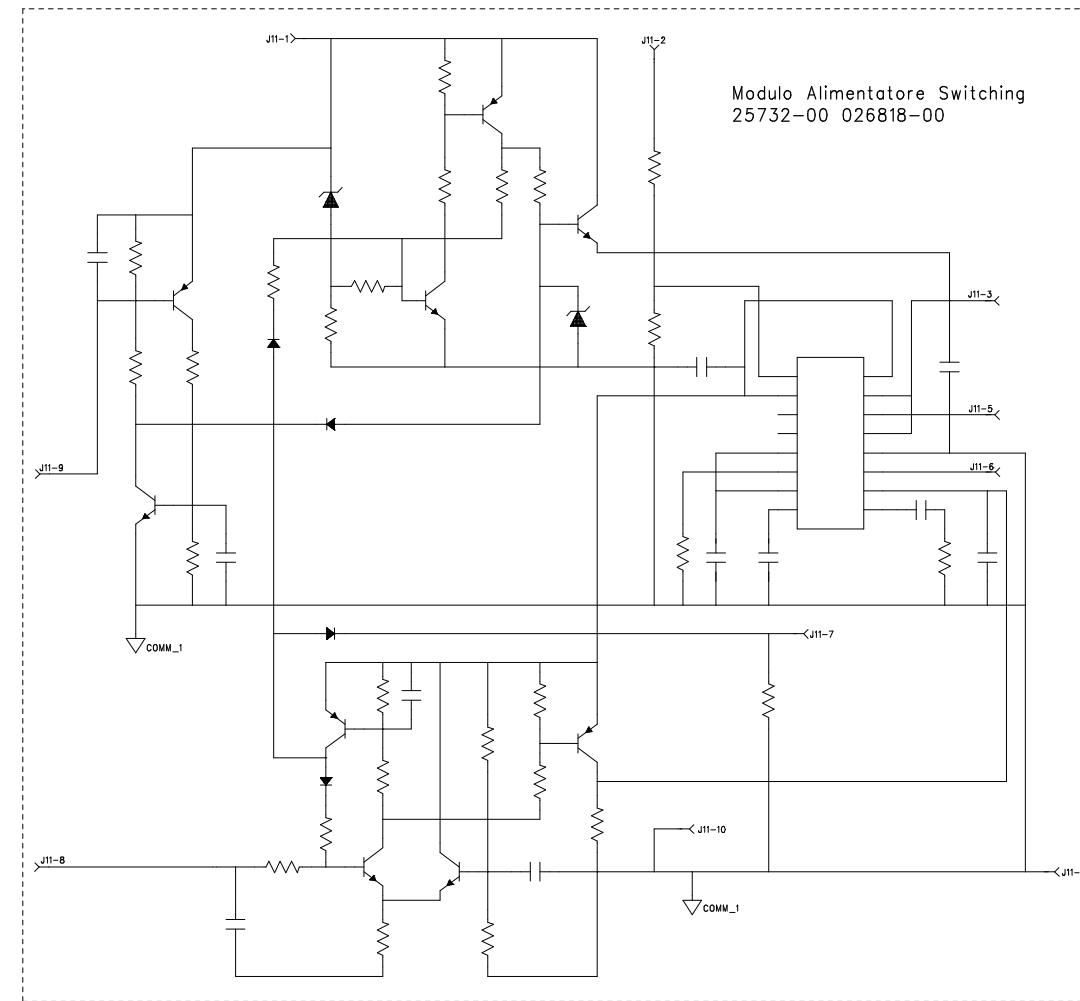 J11-1
J11-2
Modulo Alimentatore Switching
25732-00 026818-00
J11-3
J11-5
J11-9
J11-6
J11-7
COMM_1
J11-10
J11-8
J11-
COMM_1